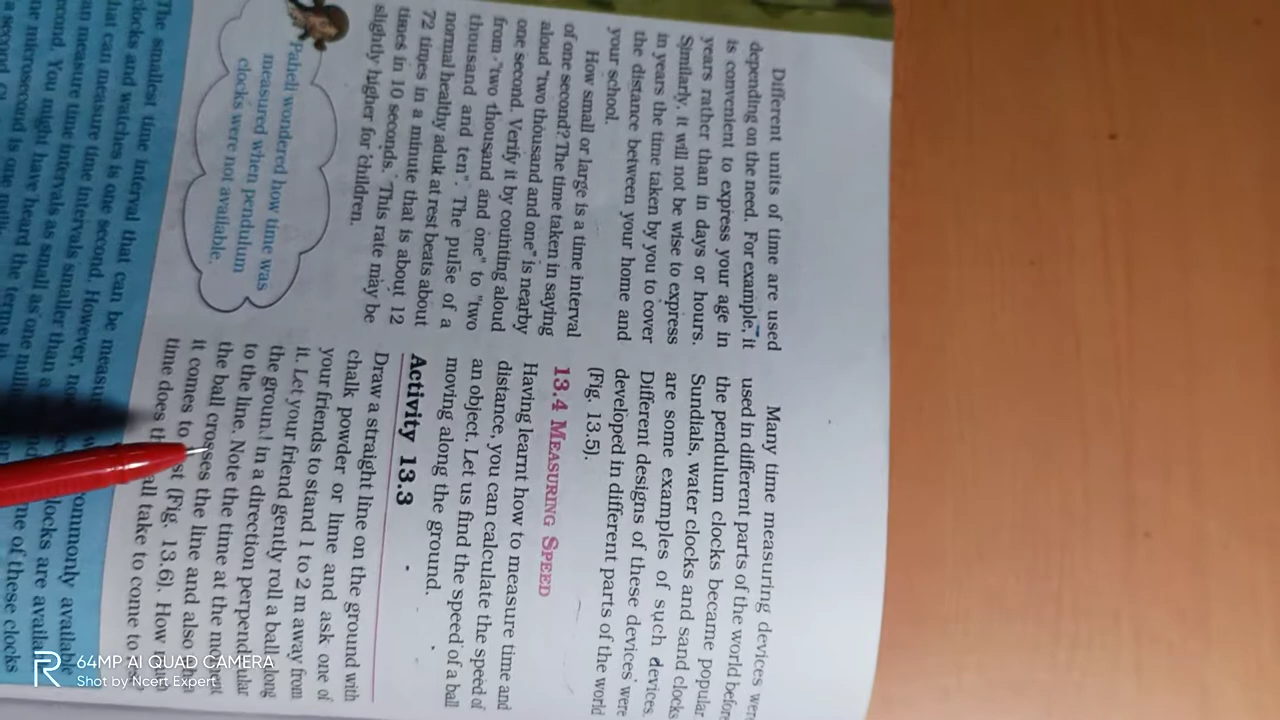 Different units of time are used
depending on the need. For example, it
is convenient to express your age in
years rather than in days or hours.
Similarly, it will not be wise to express
in years the time taken by you to cover
the distance between your home and
your school.
How small or large is a time interval
of one second? The time taken in saying
aloud "two thousand and one" is nearby
one second. Verify it by counting aloud
from "two thousand and one" to "two
thousand and ten". The pulse of a
normal healthy adult at rest beats about
72 times in a minute that is about 12
times in 10 seconds. This rate may be
slightly higher for children.
Paheli wondered how time was
measured when pendulum
clocks were not available.
Many time measuring devices were
used in different parts of the world before
the pendulum clocks became popular
Sundials, water clocks and sand clocks
are some examples of such devices.
Different designs of these devices were
developed in different parts of the world
(Fig. 13.5).
13.4 MEASURING SPEED
Having learnt how to measure time and
distance, you can calculate the speed of
an object. Let us find the speed of a ball
moving along the ground.
Activity 13.3
Draw a straight line on the ground with
chalk powder or lime and ask one of
your friends to stand 1 to 2 m away from
it. Let your friend gently roll a ball along
the ground in a direction perpendicular
to the line. Note the time at the
the ball crosses the line and also
it comes to (Fig. 13.6). How
time does take to come to
The smallest time interval that can be
clocks and watches is one second. However,
that can measure time intervals smaller than a
second. You might have heard the terms
commonly available
clocks are available
of these clocks
64MP AI QUAD CAMERA
Shot by Ncert Expert